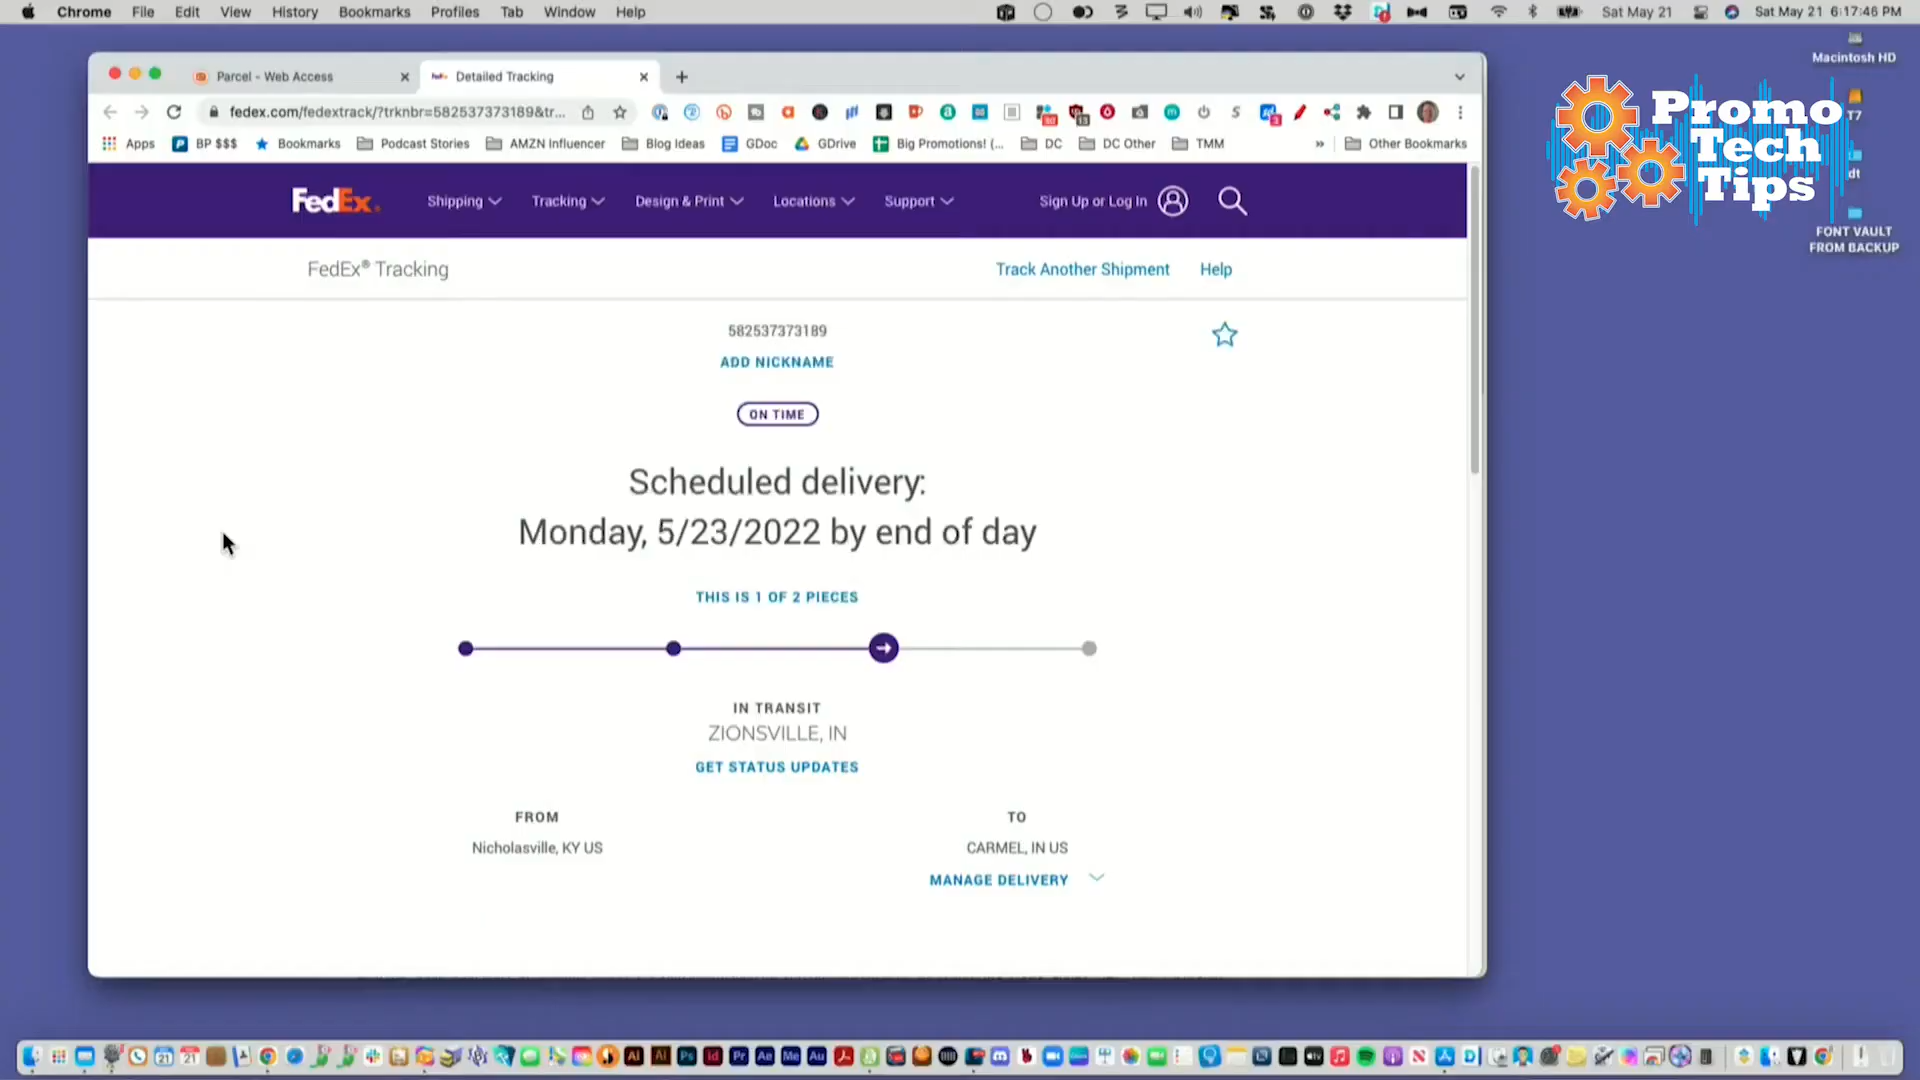 Chrome File Edit View History Bookmarks Profiles Tab Window Help Sat May 21 Sat May 21 6:17:46 PM
Macintosh HD
Parcel - Web Access Detailed Tracking
fedex.com/fedextrack/?trknbr=582537373189&tr...
Apps BP $$$ Bookmarks Podcast Stories AMZN Influencer Blog Ideas GDoc GDrive Big Promotions! (... DC DC Other TMM » Other Bookmarks
Promo
Tech
Tips
T7
dt
FONT VAULT
FROM BACKUP
FedEx Shipping Tracking Design & Print Locations Support Sign Up or Log In
FedEx® Tracking Track Another Shipment Help
582537373189
ADD NICKNAME
ON TIME
Scheduled delivery:
Monday, 5/23/2022 by end of day
THIS IS 1 OF 2 PIECES
IN TRANSIT
ZIONSVILLE, IN
GET STATUS UPDATES
FROM TO
Nicholasville, KY US CARMEL, IN US
MANAGE DELIVERY